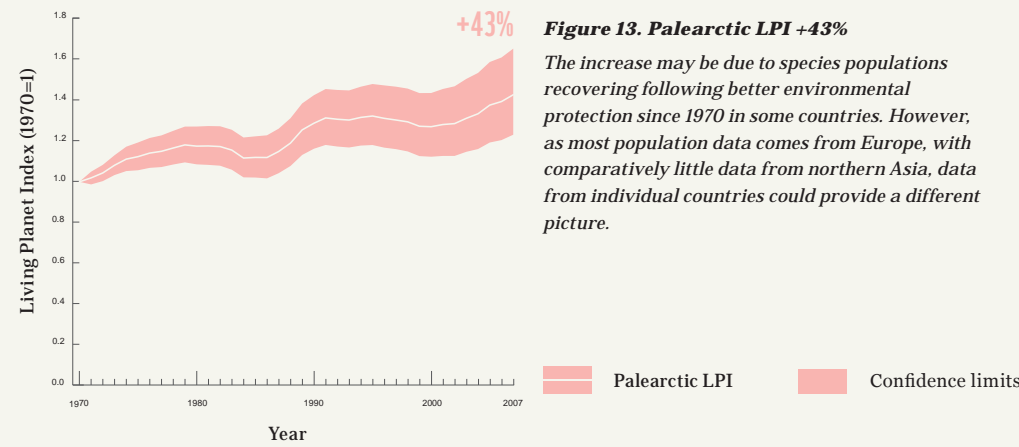 +43%
Living Planet Index (1970=1)
1.8
1.6
1.4
1.2
1.0
0.8
0.6
0.4
0.2
0.0
1970
1980
1990
2000
2007
Year
Figure 13. Palearctic LPI +43%
The increase may be due to species populations
recovering following better environmental
protection since 1970 in some countries. However,
as most population data comes from Europe, with
comparatively little data from northern Asia, data
from individual countries could provide a different
picture.
Palearctic LPI
Confidence limits